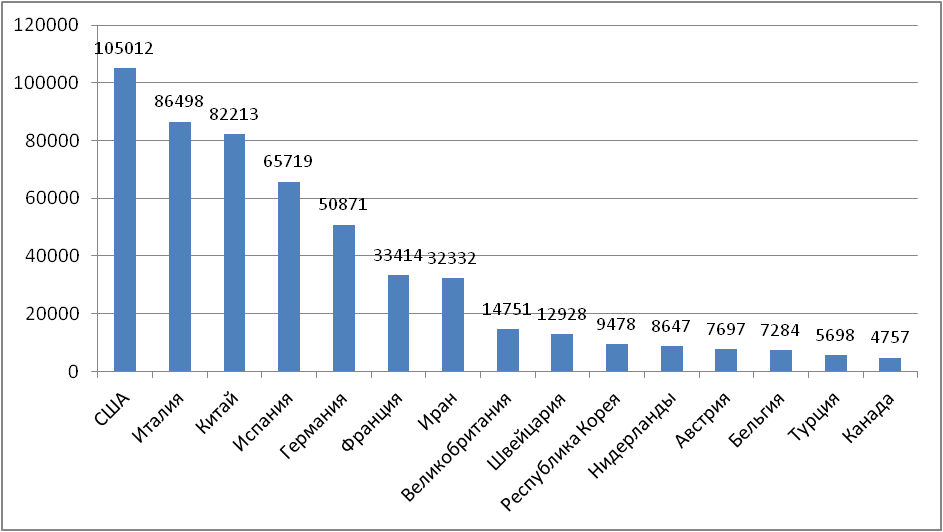 120000
100000
80000
60000
40000
20000
0
105012
86498
82213
65719
50871
33414
32332
14751
12928
9478
8647
7697
7284
5698
4757
США
Италия
Китай
Испания
Германия
Франция
Иран
Великобритания
Швейцария
Республика Корея
Нидерланды
Австрия
Бельгия
Турция
Канада